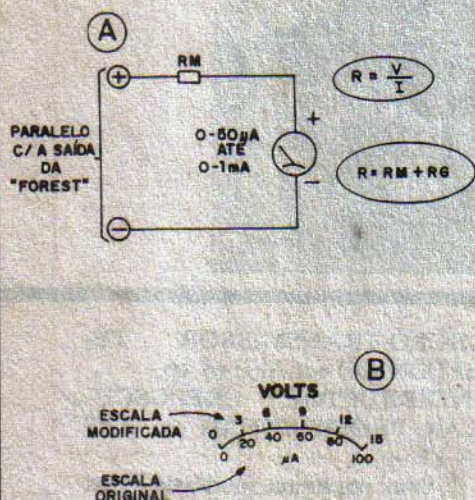 A
RM
+
R = V/I
PARALELO
C/ A SAÍDA
DA
"FOREST"
0-50µA
ATÉ
0-1mA
+
−
R = RM + RG
−
B
VOLTS
ESCALA
MODIFICADA
0 3 6 9 12 15
0 20 40 60 80 100
µA
ESCALA
ORIGINAL